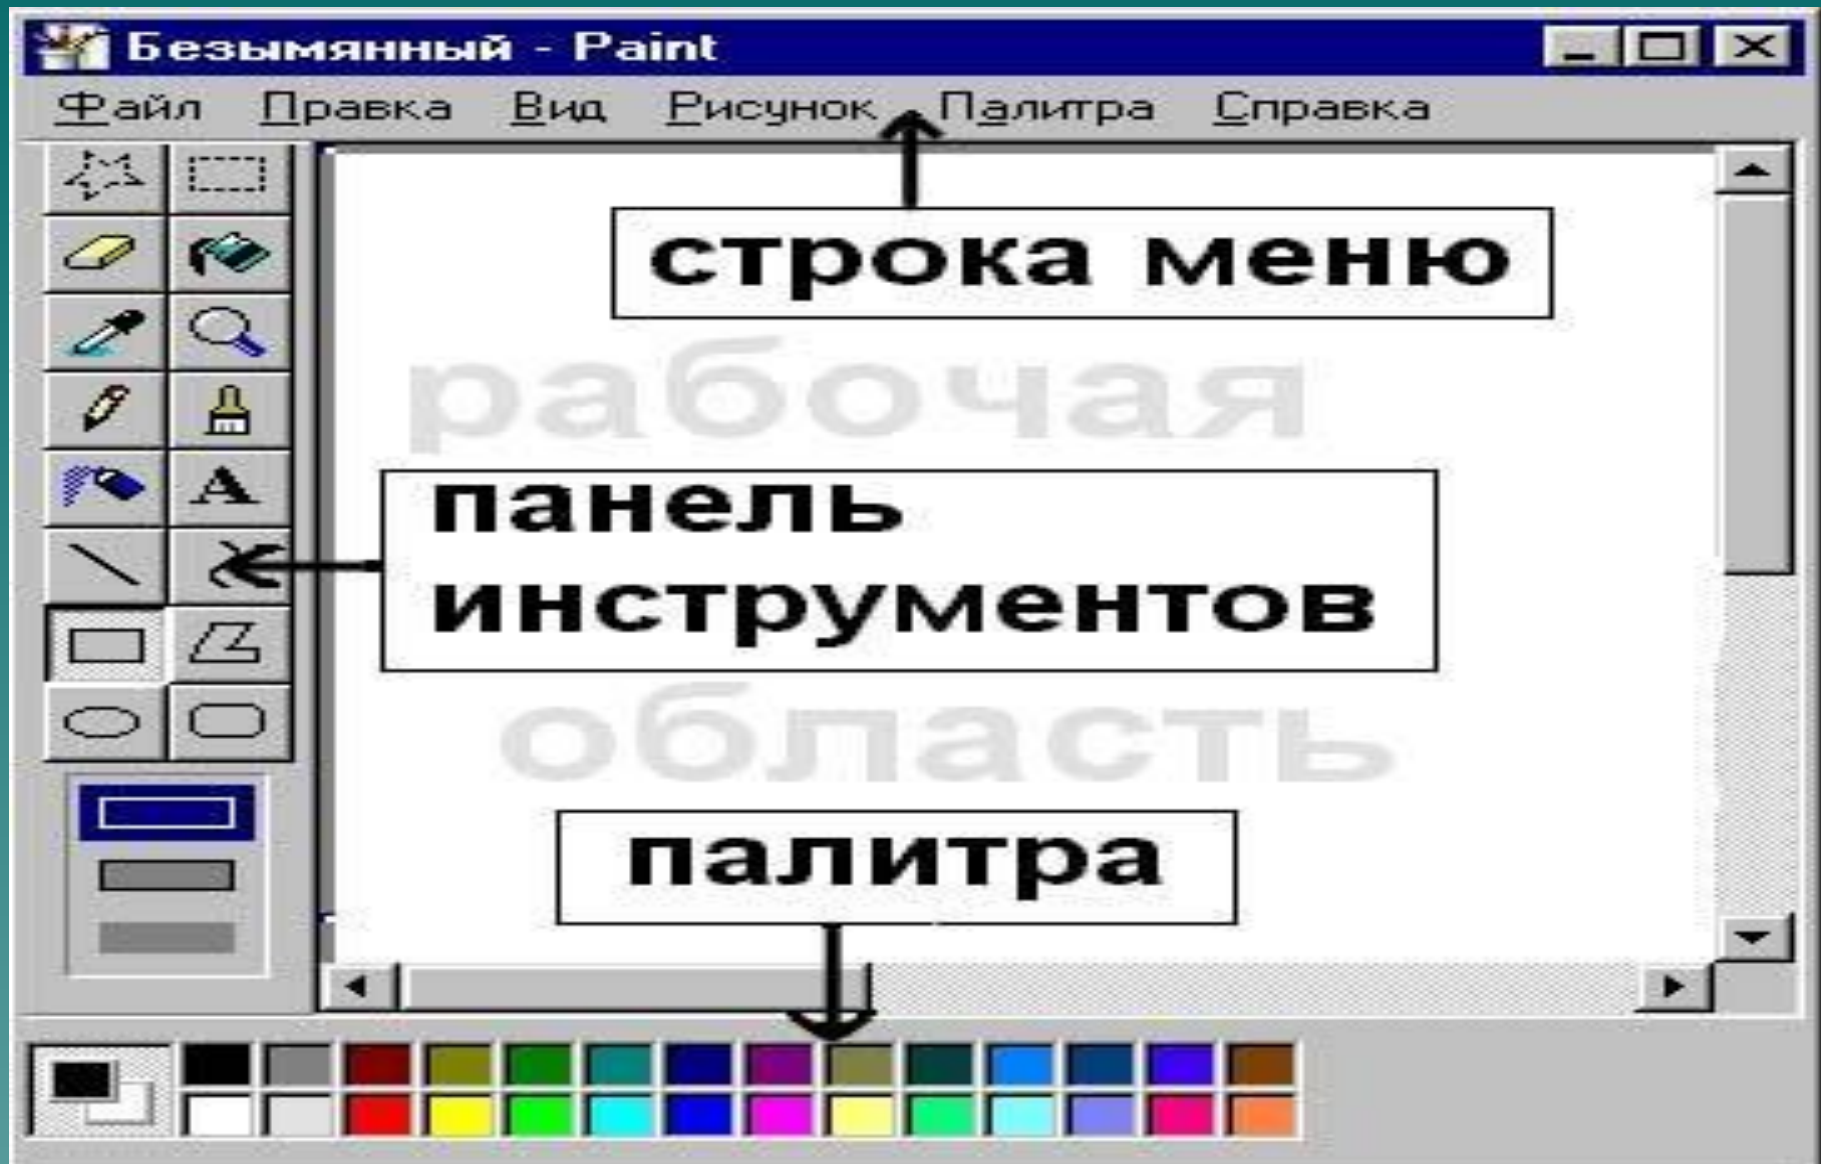 Безымянный - Paint
Файл Правка Вид Рисунок Палитра Справка
строка меню
рабочая
панель
инструментов
A
область
палитра